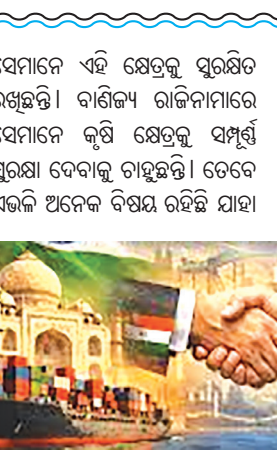 ସେମାନେ ଏହି କ୍ଷେତ୍ରକୁ ସୁରକ୍ଷିତ
ରଖିଛନ୍ତି। ବାଣିଜ୍ୟ ରାଜିନାମାରେ
ସେମାନେ କୃଷି କ୍ଷେତ୍ରକୁ ସମ୍ପୂର୍ଣ୍ଣ
ସୁରକ୍ଷା ଦେବାକୁ ଚାହୁଛନ୍ତି। ତେବେ
ଏଭଳି ଅନେକ ବିଷୟ ରହିଛି ଯାହା